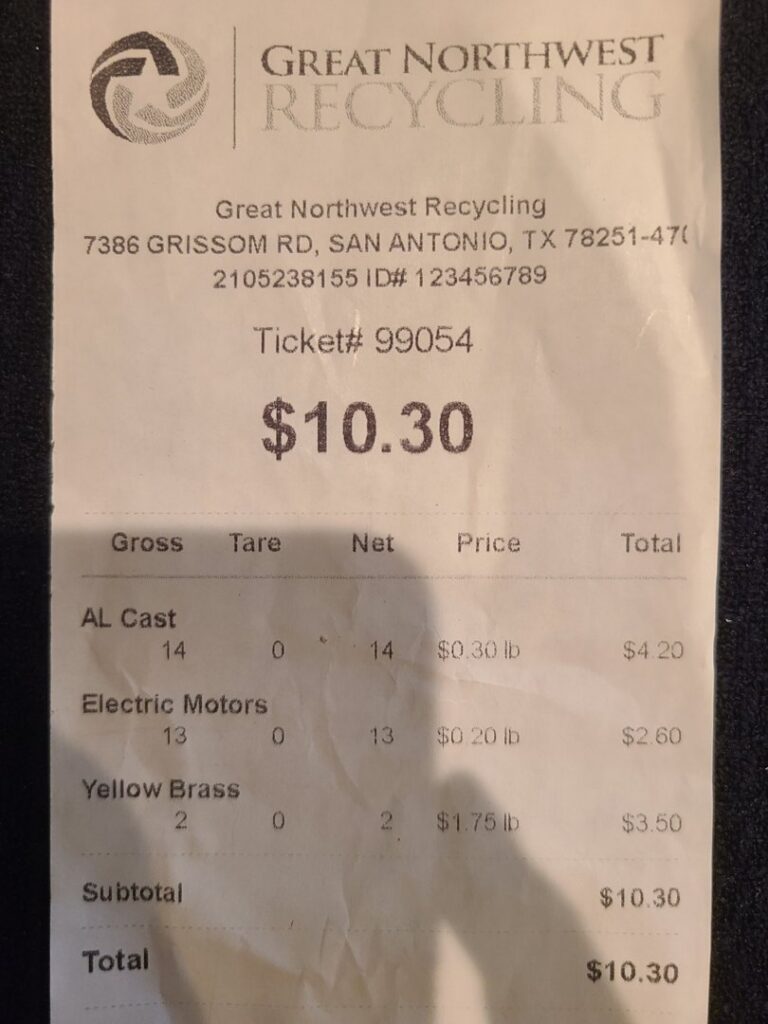 GREAT NORTHWEST
RECYCLING
Great Northwest Recycling
7386 GRISSOM RD, SAN ANTONIO, TX 78251-470
2105238155 ID# 123456789
Ticket# 99054
$10.30
Gross Tare Net Price Total
AL Cast
14 0 14 $0.30 lb $4.20
Electric Motors
13 0 13 $0.20 lb $2.60
Yellow Brass
2 0 2 $1.75 lb $3.50
Subtotal $10.30
Total $10.30